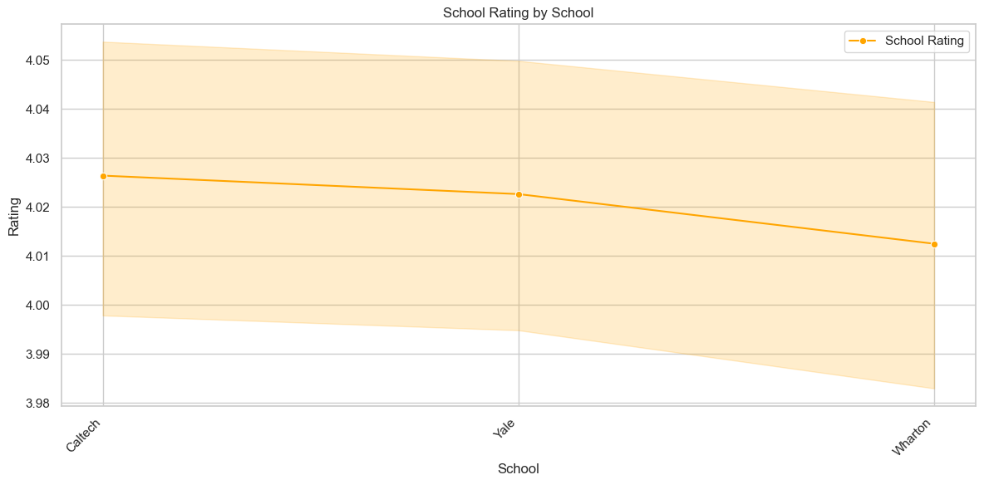 School Rating by School
School Rating
4.05
4.04
4.03
4.02
4.01
4.00
3.99
3.98
Rating
Caltech
Yale
Wharton
School